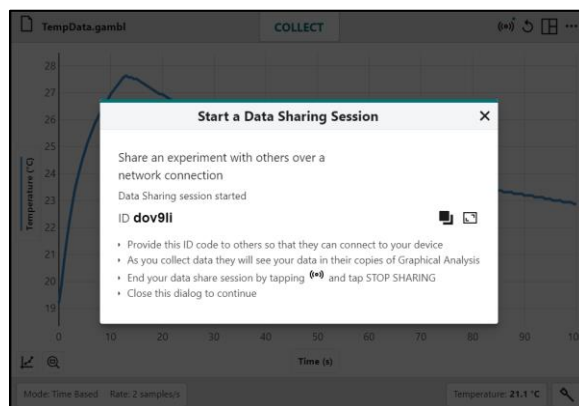 TempData.gambl
COLLECT
28
27
26
25
24
23
22
21
20
19
Temperature (°C)
Start a Data Sharing Session
Share an experiment with others over a
network connection
Data Sharing session started
ID dov9li
• Provide this ID code to others so that they can connect to your device
• As you collect data they will see your data in their copies of Graphical Analysis
• End your data share session by tapping and tap STOP SHARING
• Close this dialog to continue
0 10 20 30 40 50 60 70 80 90 100
Time (s)
Mode: Time Based Rate: 2 samples/s
Temperature: 21.1 °C